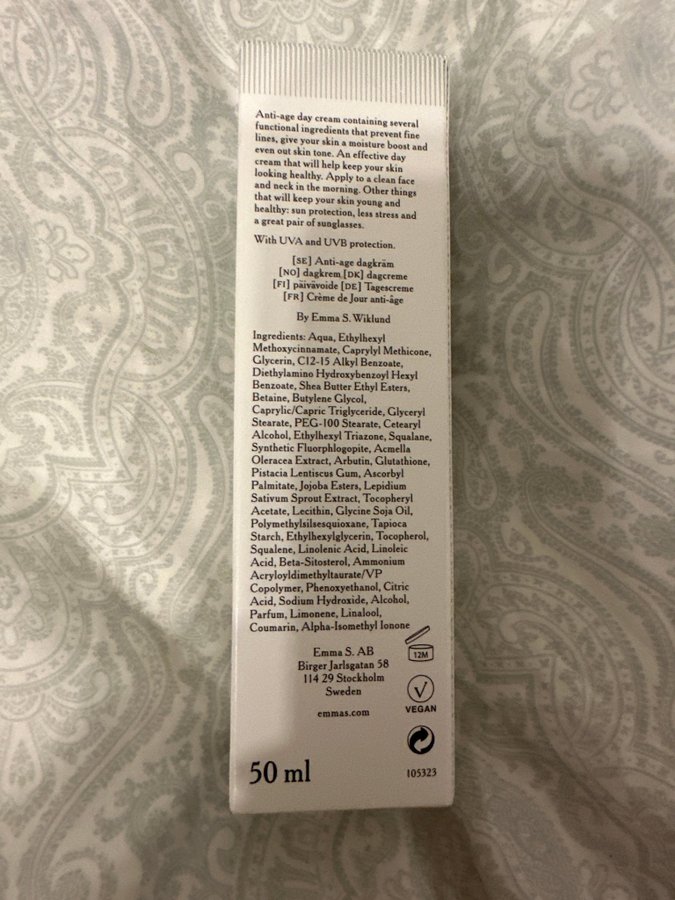 Anti-age day cream containing several
functional ingredients that prevent fine
lines, give your skin a moisture boost and
even out skin tone. An effective day
cream that will help keep your skin
looking healthy. Apply to a clean face
and neck in the morning. Other things
that will keep your skin young and
healthy: sun protection, less stress and
a great pair of sunglasses.
With UVA and UVB protection.
[SE] Anti-age dagkräm
[NO] dagkrem [DK] dagcreme
[FI] päivävoide [DE] Tagescreme
[FR] Crème de Jour anti-âge
By Emma S. Wiklund
Ingredients: Aqua, Ethylhexyl
Methoxycinnamate, Caprylyl Methicone,
Glycerin, C12-15 Alkyl Benzoate,
Diethylamino Hydroxybenzoyl Hexyl
Benzoate, Shea Butter Ethyl Esters,
Betaine, Butylene Glycol,
Caprylic/Capric Triglyceride, Glyceryl
Stearate, PEG-100 Stearate, Cetearyl
Alcohol, Ethylhexyl Triazone, Squalane,
Synthetic Fluorphlogopite, Acmella
Oleracea Extract, Arbutin, Glutathione,
Pistacia Lentiscus Gum, Ascorbyl
Palmitate, Jojoba Esters, Lepidium
Sativum Sprout Extract, Tocopheryl
Acetate, Lecithin, Glycine Soja Oil,
Polymethylsilsesquioxane, Tapioca
Starch, Ethylhexylglycerin, Tocopherol,
Squalene, Linolenic Acid, Linoleic
Acid, Beta-Sitosterol, Ammonium
Acryloyldimethyltaurate/VP
Copolymer, Phenoxyethanol, Citric
Acid, Sodium Hydroxide, Alcohol,
Parfum, Limonene, Linalool,
Coumarin, Alpha-Isomethyl Ionone
12M
Emma S. AB
Birger Jarlsgatan 58
114 29 Stockholm
Sweden
emmas.com
VEGAN
50 ml
105323